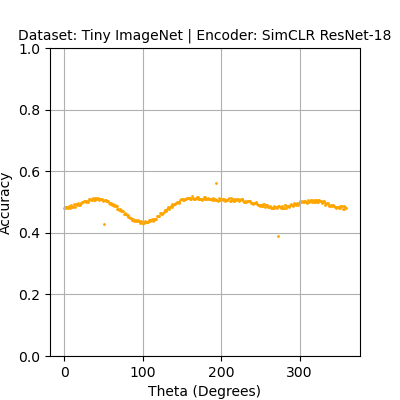 Dataset: Tiny ImageNet | Encoder: SimCLR ResNet-18
1.0
0.8
0.6
0.4
0.2
0.0
Accuracy
0 100 200 300
Theta (Degrees)